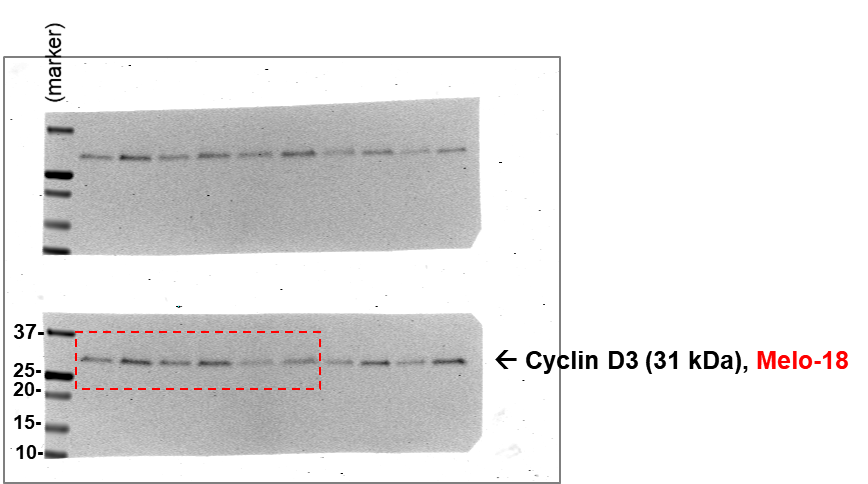 (marker)
37-
25-
20-
15-
10-
← Cyclin D3 (31 kDa), Melo-18